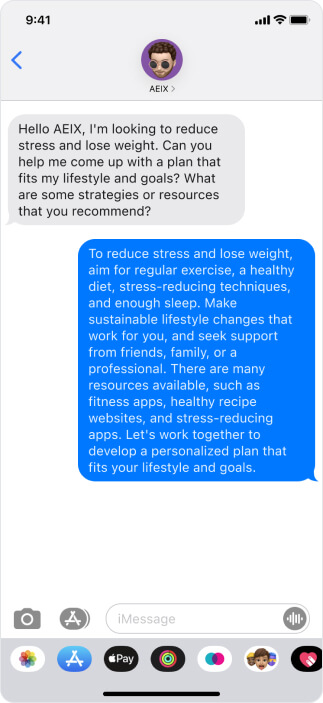 9:41
AEIX
Hello AEIX, I'm looking to reduce
stress and lose weight. Can you
help me come up with a plan that
fits my lifestyle and goals? What
are some strategies or resources
that you recommend?
To reduce stress and lose weight,
aim for regular exercise, a healthy
diet, stress-reducing techniques,
and enough sleep. Make
sustainable lifestyle changes that
work for you, and seek support
from friends, family, or a
professional. There are many
resources available, such as
fitness apps, healthy recipe
websites, and stress-reducing
apps. Let's work together to
develop a personalized plan that
fits your lifestyle and goals.
iMessage
Pay